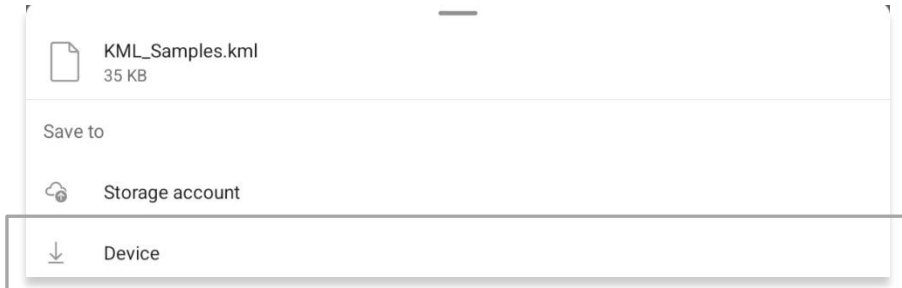 KML_Samples.kml
35 KB
Save to
Storage account
Device